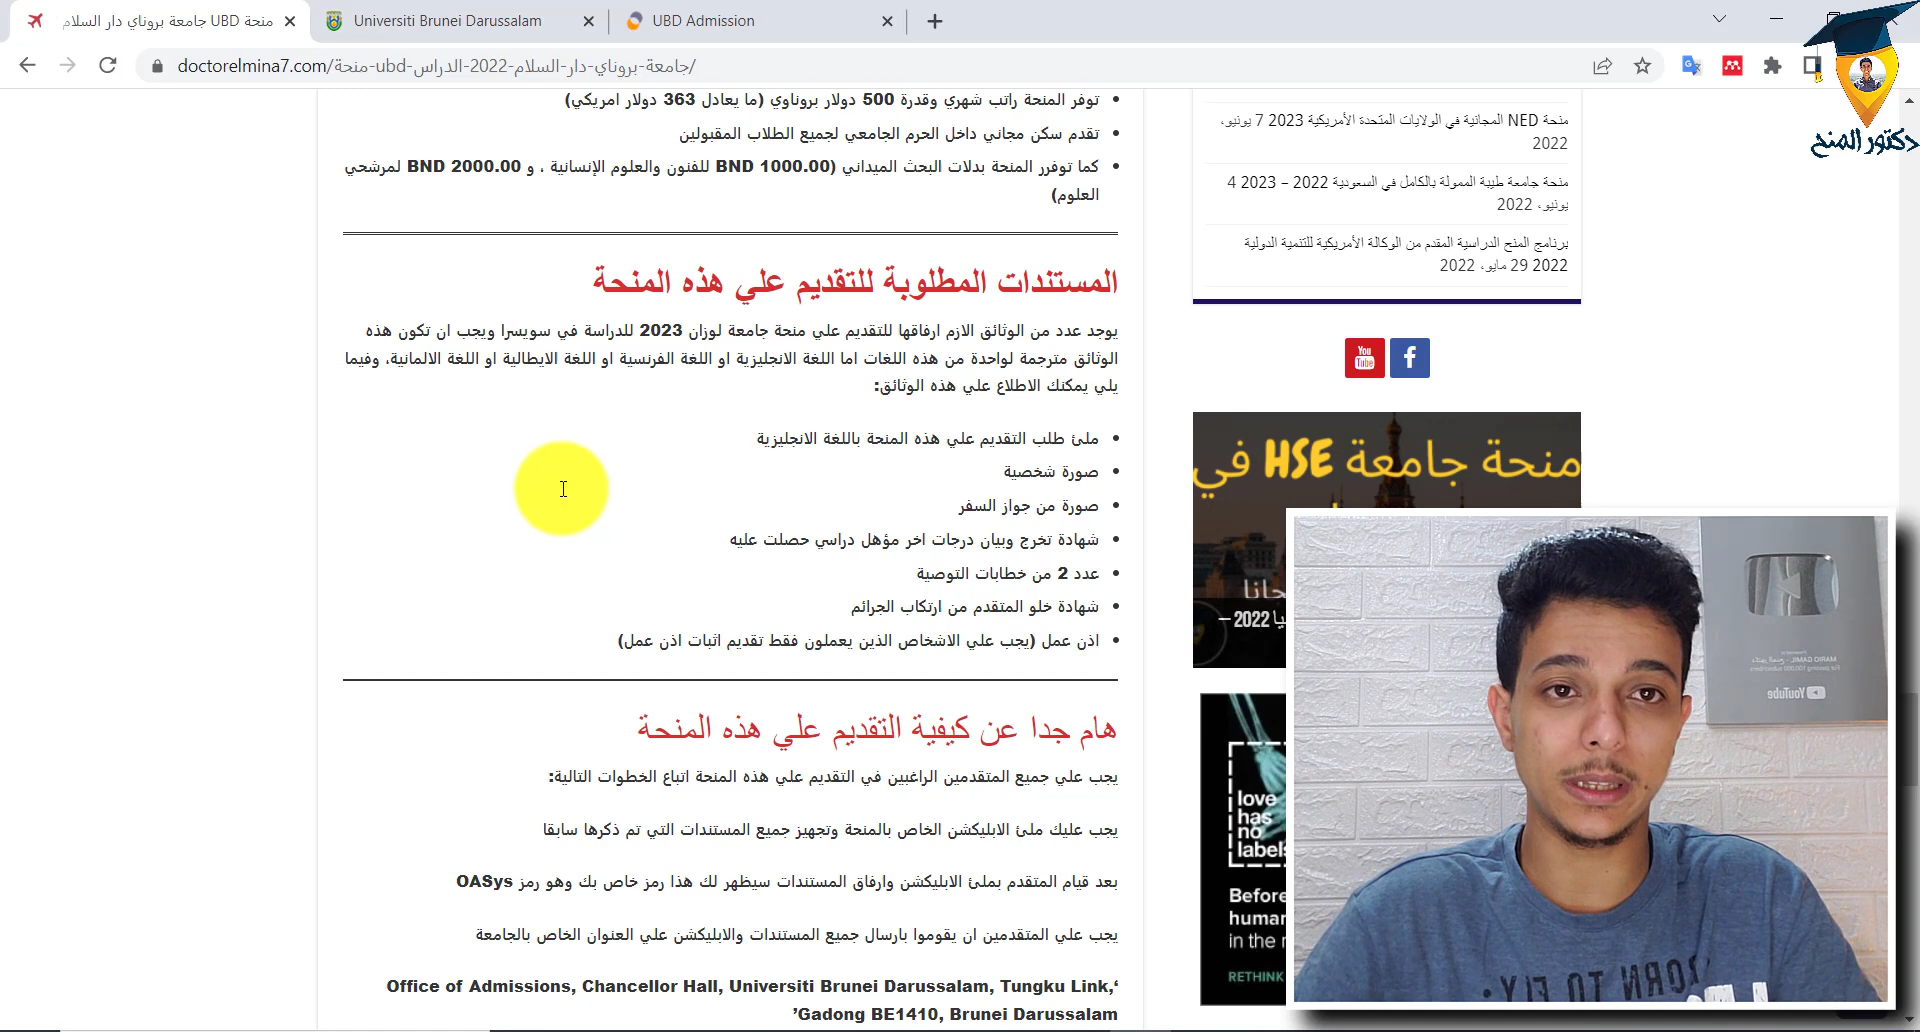 منحة UBD جامعة بروناي دار السلام
Universiti Brunei Darussalam
UBD Admission
doctorelmina7.com/منحة-ubd-جامعة-بروناي-دار-السلام-2022-الدراس/
دكتور المنح
توفر المنحة راتب شهري وقدرة 500 دولار بروناوي (ما يعادل 363 دولار امريكي)
تقدم سكن مجاني داخل الحرم الجامعي لجميع الطلاب المقبولين
كما توفرر المنحة بدلات البحث الميداني (BND 1000.00 للفنون والعلوم الإنسانية ، و BND 2000.00 لمرشحي
العلوم)
المستندات المطلوبة للتقديم علي هذه المنحة
يوجد عدد من الوثائق الازم ارفاقها للتقديم علي منحة جامعة لوزان 2023 للدراسة في سويسرا ويجب ان تكون هذه
الوثائق مترجمة لواحدة من هذه اللغات اما اللغة الانجليزية او اللغة الفرنسية او اللغة الايطالية او اللغة الالمانية، وفيما
يلي يمكنك الاطلاع علي هذه الوثائق:
ملئ طلب التقديم علي هذه المنحة باللغة الانجليزية
صورة شخصية
صورة من جواز السفر
شهادة تخرج وبيان درجات اخر مؤهل دراسي حصلت عليه
عدد 2 من خطابات التوصية
شهادة خلو المتقدم من ارتكاب الجرائم
اذن عمل (يجب علي الاشخاص الذين يعملون فقط تقديم اثبات اذن عمل)
هام جدا عن كيفية التقديم علي هذه المنحة
يجب علي جميع المتقدمين الراغبين في التقديم علي هذه المنحة اتباع الخطوات التالية:
يجب عليك ملئ الابليكشن الخاص بالمنحة وتجهيز جميع المستندات التي تم ذكرها سابقا
بعد قيام المتقدم بملئ الابليكشن وارفاق المستندات سيظهر لك هذا رمز خاص بك وهو رمز OASys
يجب علي المتقدمين ان يقوموا بارسال جميع المستندات والابليكشن علي العنوان الخاص بالجامعة
Office of Admissions, Chancellor Hall, Universiti Brunei Darussalam, Tungku Link,‘
’Gadong BE1410, Brunei Darussalam
منحة NED المجانية في الولايات المتحدة الأمريكية 2023 7 يونيو،
2022
منحة جامعة طيبة الممولة بالكامل في السعودية 2022 – 2023 4
يونيو، 2022
برنامج المنح الدراسية المقدم من الوكالة الأمريكية للتنمية الدولية
2022 29 مايو، 2022
You
Tube
منحة جامعة HSE في
يا 2022 –
love
has
no
labels
Before
human
in the
RETHINK
MARIO GAMIL
YouTube
BORN TO FLY